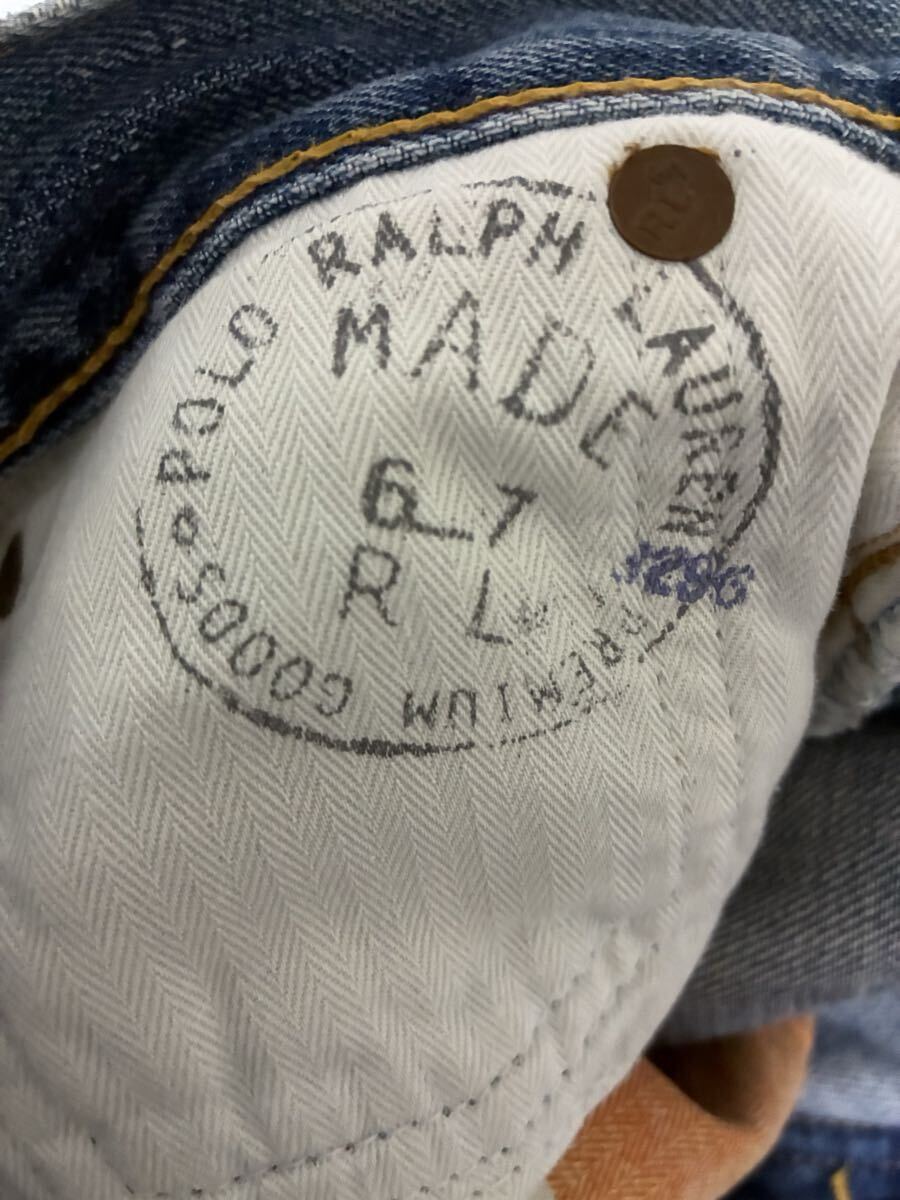 POLO RALPH LAUREN
MADE
67
R L
PREMIUM GOODS
RL